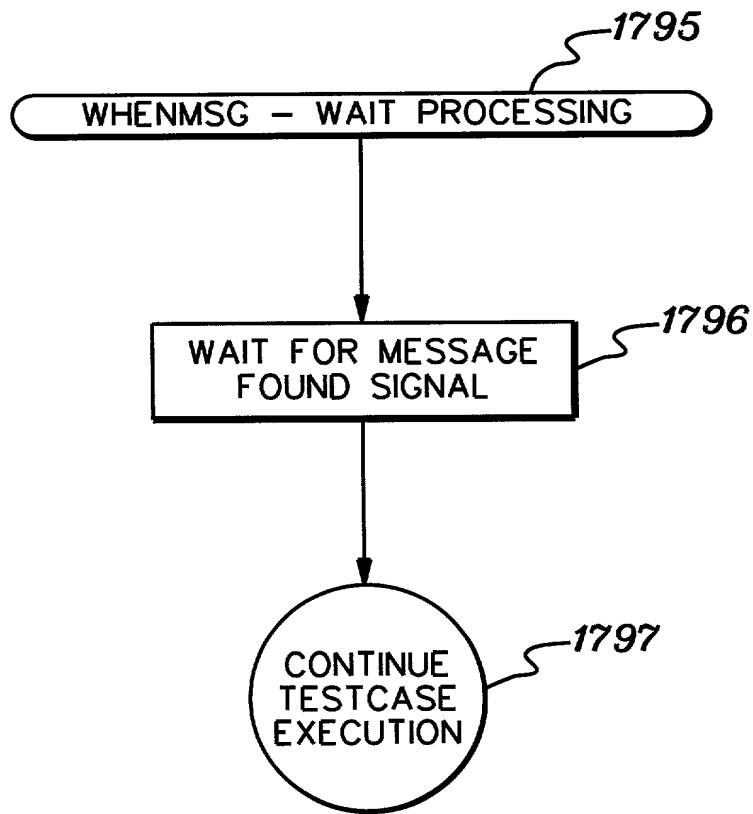 1795
WHENMSG – WAIT PROCESSING
1796
WAIT FOR MESSAGE
FOUND SIGNAL
1797
CONTINUE
TESTCASE
EXECUTION